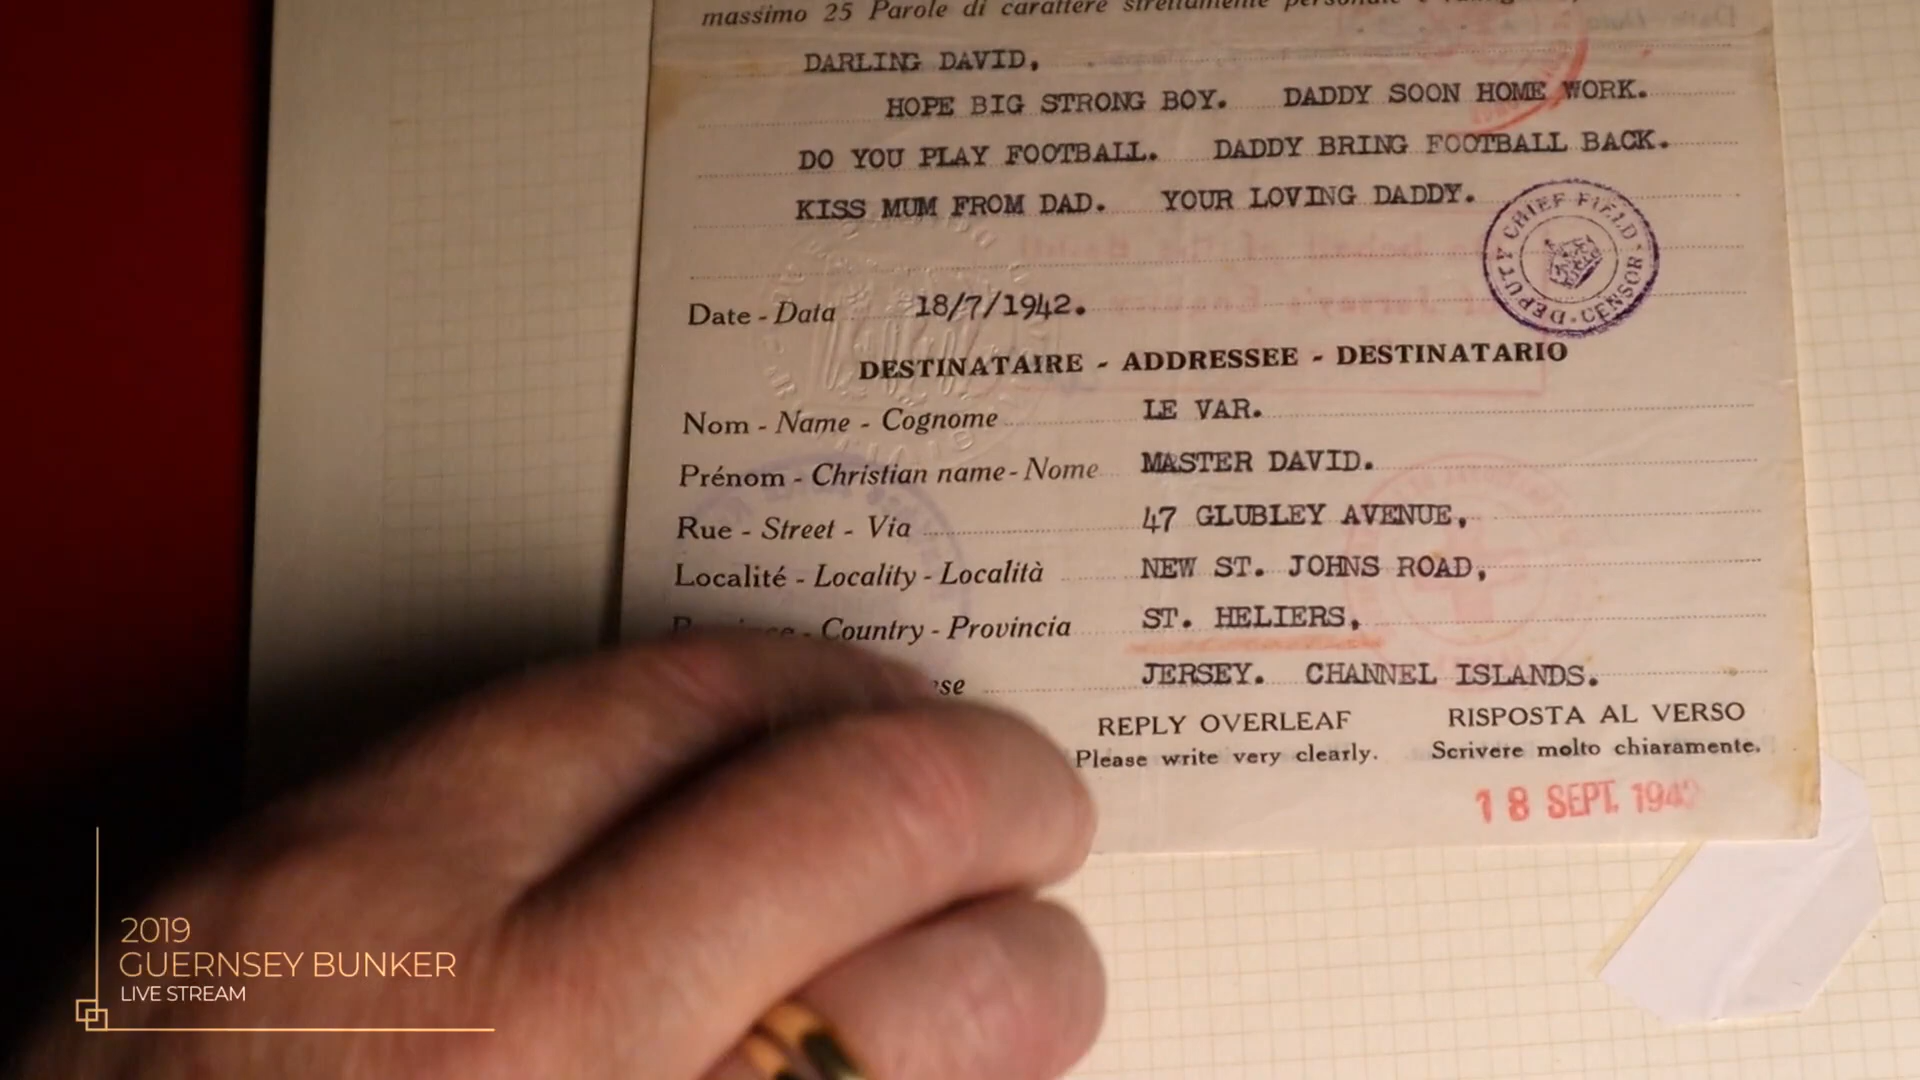 massimo 25 Parole di carattere strettamente
DARLING DAVID,
HOPE BIG STRONG BOY. DADDY SOON HOME WORK.
DO YOU PLAY FOOTBALL. DADDY BRING FOOTBALL BACK.
KISS MUM FROM DAD. YOUR LOVING DADDY.
DEPUTY CHIEF FIELD CENSOR
Date - Data 18/7/1942.
DESTINATAIRE - ADDRESSEE - DESTINATARIO
Nom - Name - Cognome LE VAR.
Prénom - Christian name - Nome MASTER DAVID.
Rue - Street - Via 47 GLUBLEY AVENUE,
Localité - Locality - Località NEW ST. JOHNS ROAD,
- Country - Provincia ST. HELIERS,
JERSEY. CHANNEL ISLANDS.
REPLY OVERLEAF RISPOSTA AL VERSO
Please write very clearly. Scrivere molto chiaramente.
18 SEPT. 1942
2019
GUERNSEY BUNKER
LIVE STREAM